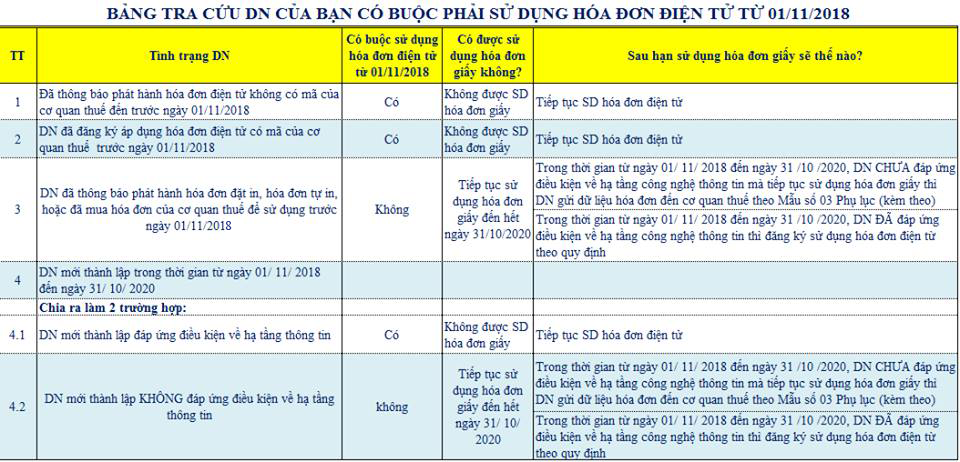 BẢNG TRA CỨU DN CỦA BẠN CÓ BUỘC PHẢI SỬ DỤNG HÓA ĐƠN ĐIỆN TỬ TỪ 01/11/2018
TT
Tình trạng DN
Có buộc sử dụng
hóa đơn điện tử
từ 01/11/2018
Có được sử
dụng hóa đơn
giấy không?
Sau hạn sử dụng hóa đơn giấy sẽ thế nào?
1
Đã thông báo phát hành hóa đơn điện tử không có mã của
cơ quan thuế đến trước ngày 01/11/2018
Có
Không được SD
hóa đơn giấy
Tiếp tục SD hóa đơn điện tử
2
DN đã đăng ký áp dụng hóa đơn điện tử có mã của cơ
quan thuế trước ngày 01/11/2018
Có
Không được SD
hóa đơn giấy
Tiếp tục SD hóa đơn điện tử
3
DN đã thông báo phát hành hóa đơn đặt in, hóa đơn tự in,
hoặc đã mua hóa đơn của cơ quan thuế để sử dụng trước
ngày 01/11/2018
Không
Tiếp tục sử
dụng hóa đơn
giấy đến hết
ngày 31/10/2020
Trong thời gian từ ngày 01/ 11/ 2018 đến ngày 31 /10 /2020, DN CHƯA đáp ứng
điều kiện về hạ tầng công nghệ thông tin mà tiếp tục sử dụng hóa đơn giấy thì
DN gửi dữ liệu hóa đơn đến cơ quan thuế theo Mẫu số 03 Phụ lục (kèm theo)
Trong thời gian từ ngày 01/ 11/ 2018 đến ngày 31 /10 /2020, DN ĐÃ đáp ứng
điều kiện về hạ tầng công nghệ thông tin thì đăng ký sử dụng hóa đơn điện tử
theo quy định
4
DN mới thành lập trong thời gian từ ngày 01/ 11/ 2018
đến ngày 31/ 10/ 2020
Chia ra làm 2 trường hợp:
4.1
DN mới thành lập đáp ứng điều kiện về hạ tầng thông tin
Có
Không được SD
hóa đơn giấy
Tiếp tục SD hóa đơn điện tử
4.2
DN mới thành lập KHÔNG đáp ứng điều kiện về hạ tầng
thông tin
không
Tiếp tục sử
dụng hóa đơn
giấy đến hết
ngày 31/ 10/
2020
Trong thời gian từ ngày 01/ 11/ 2018 đến ngày 31 /10 /2020, DN CHƯA đáp ứng
điều kiện về hạ tầng công nghệ thông tin mà tiếp tục sử dụng hóa đơn giấy thì
DN gửi dữ liệu hóa đơn đến cơ quan thuế theo Mẫu số 03 Phụ lục (kèm theo)
Trong thời gian từ ngày 01/ 11/ 2018 đến ngày 31 /10 /2020, DN ĐÃ đáp ứng
điều kiện về hạ tầng công nghệ thông tin thì đăng ký sử dụng hóa đơn điện tử
theo quy định